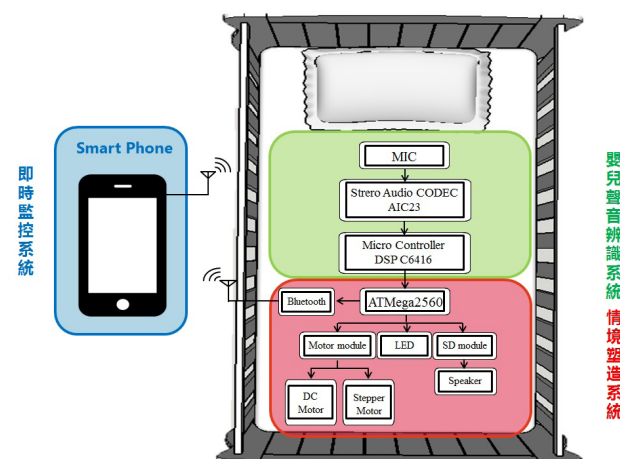 Smart Phone
即時監控系統
MIC
Strero Audio CODEC
AIC23
Micro Controller
DSP C6416
嬰兒聲音辨識系統
Bluetooth
ATMega2560
Motor module
LED
SD module
Speaker
DC
Motor
Stepper
Motor
情境塑造系統